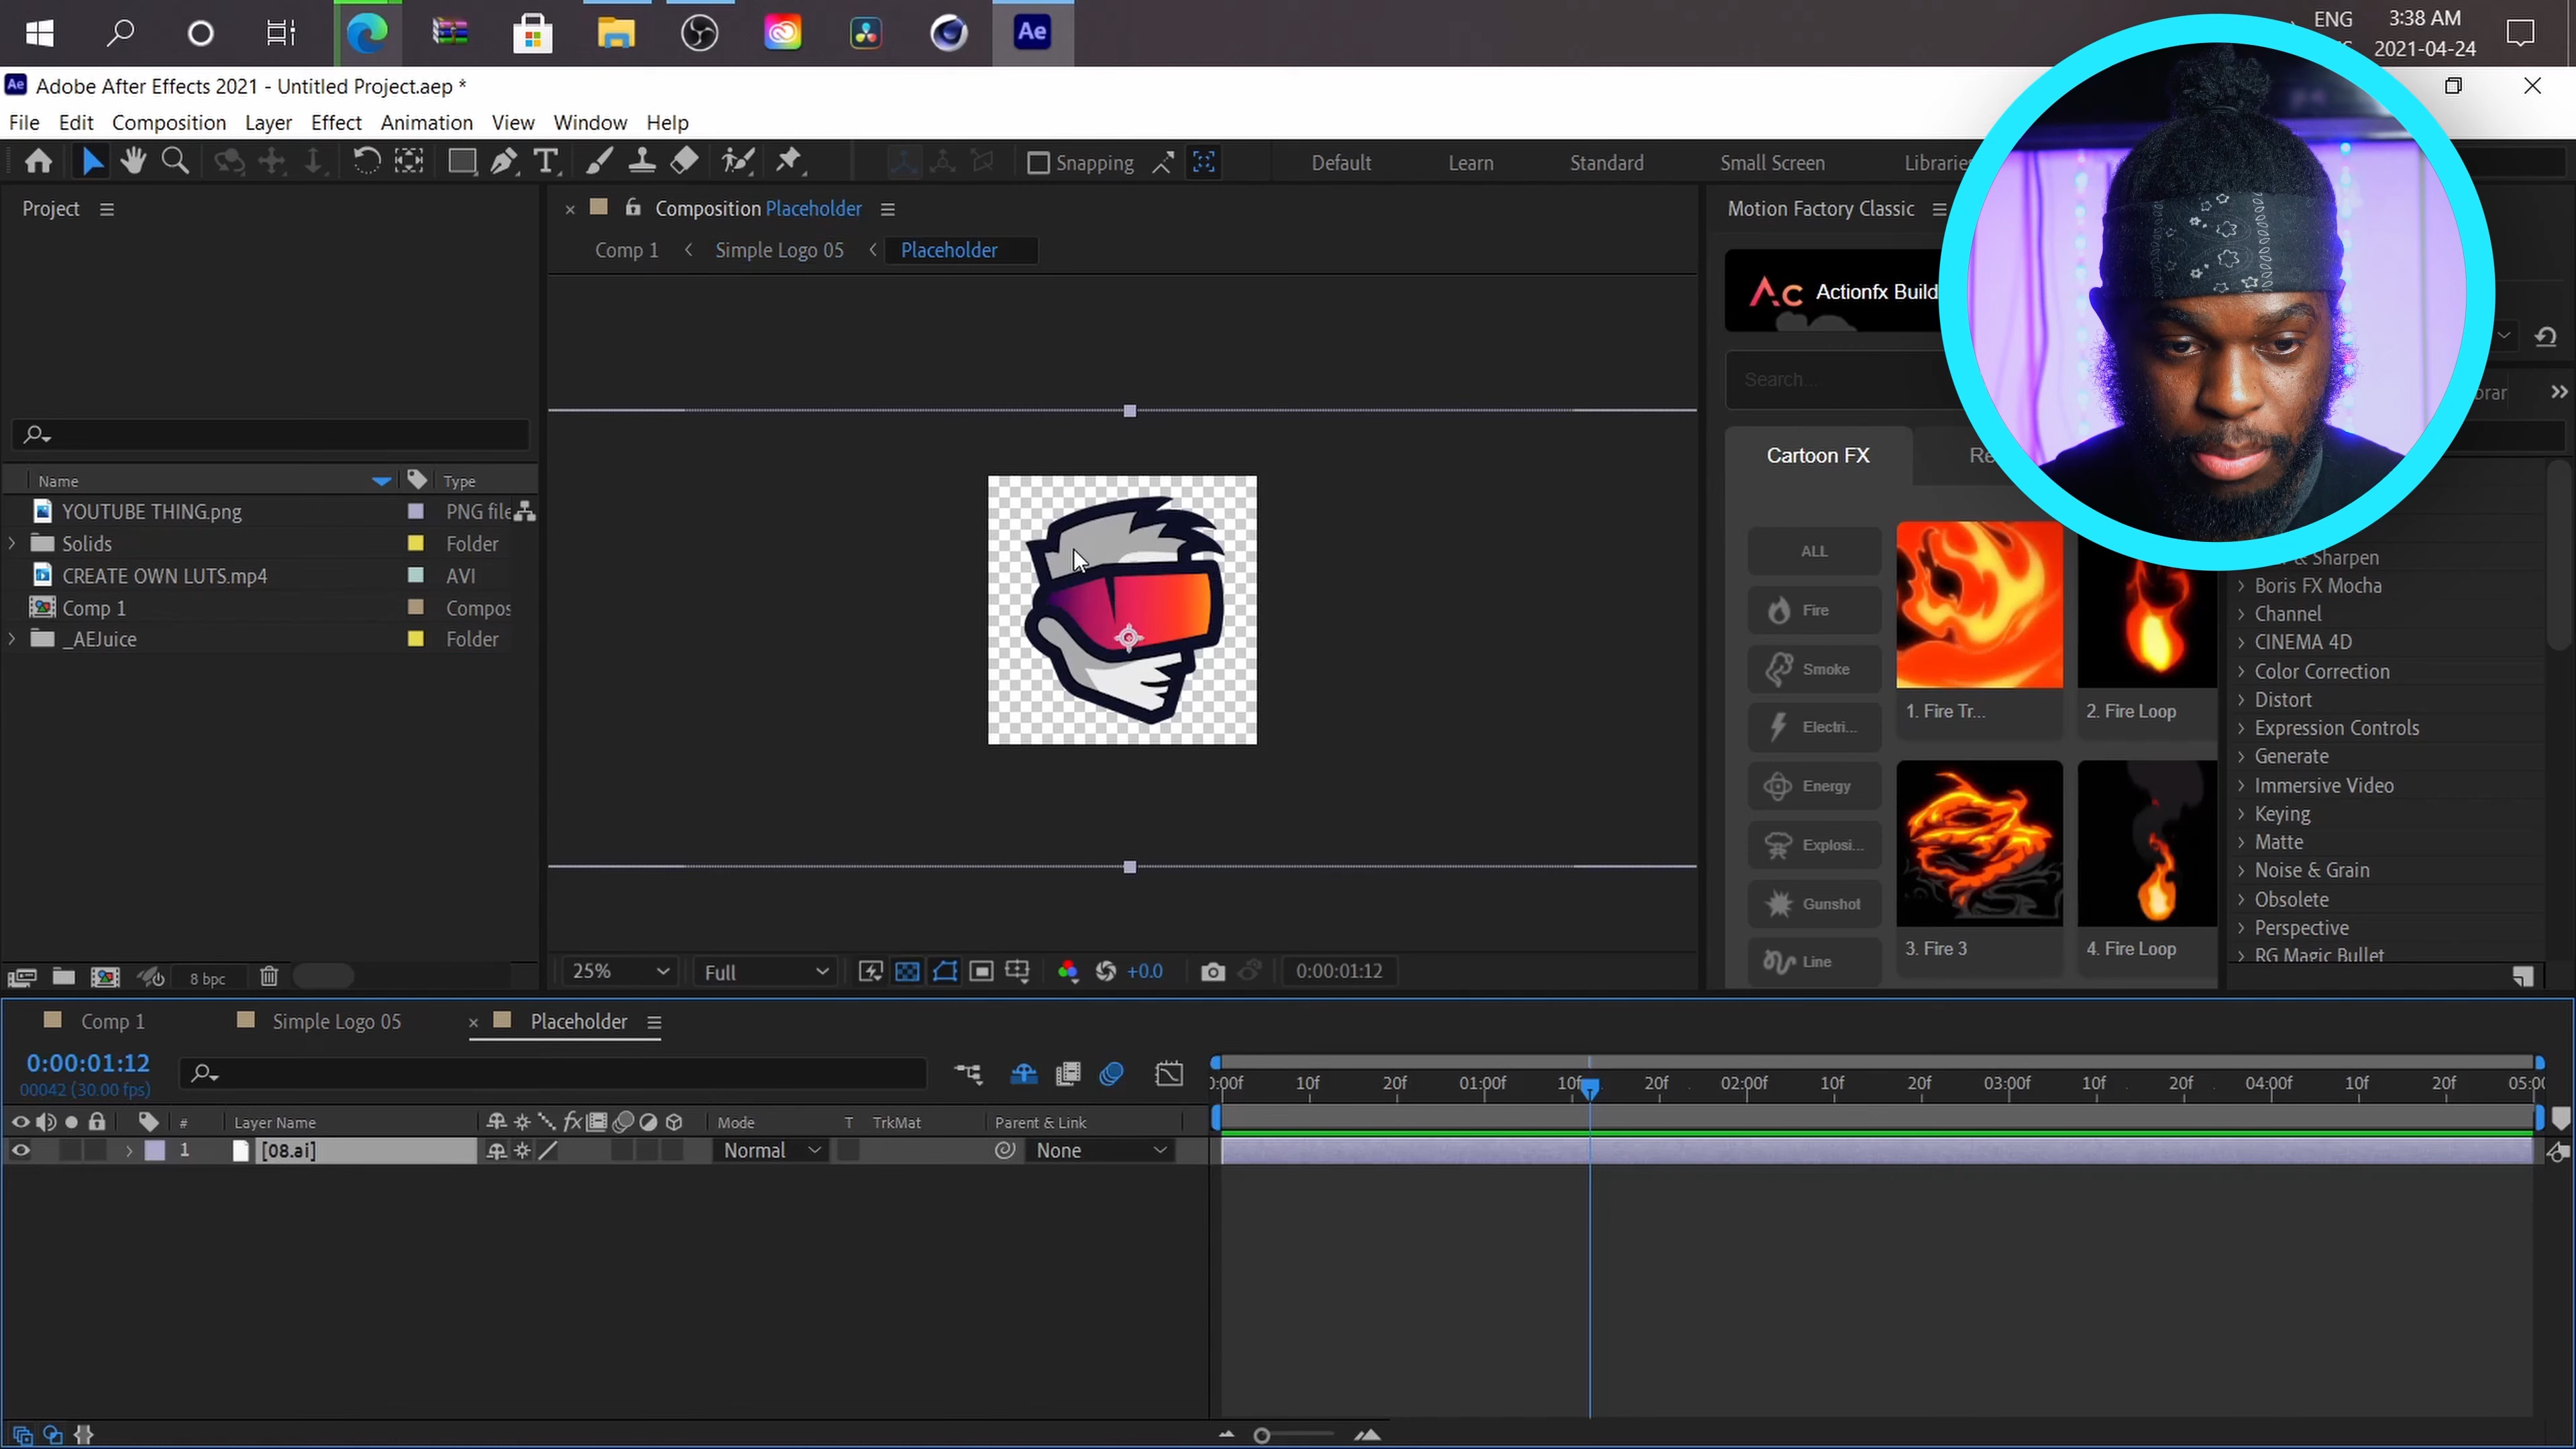 ENG
3:38 AM
2021-04-24
Ae
Adobe After Effects 2021 - Untitled Project.aep *
File Edit Composition Layer Effect Animation View Window Help
Snapping
Default Learn Standard Small Screen Libraries
Project
Composition Placeholder
Motion Factory Classic
Comp 1 < Simple Logo 05 < Placeholder
Actionfx Build
Search...
Name Type
YOUTUBE THING.png PNG file
Solids Folder
CREATE OWN LUTS.mp4 AVI
Comp 1 Compos
_AEJuice Folder
Cartoon FX Re
ALL
Fire
Smoke
Electri...
Energy
Explosi...
Gunshot
Line
1. Fire Tr...
2. Fire Loop
3. Fire 3
4. Fire Loop
& Sharpen
Boris FX Mocha
Channel
CINEMA 4D
Color Correction
Distort
Expression Controls
Generate
Immersive Video
Keying
Matte
Noise & Grain
Obsolete
Perspective
RG Magic Bullet
8 bpc
25% Full +0.0 0:00:01:12
Comp 1 Simple Logo 05 Placeholder
0:00:01:12
00042 (30.00 fps)
0:00f 10f 20f 01:00f 10f 20f 02:00f 10f 20f 03:00f 10f 20f 04:00f 10f 20f 05:00
# Layer Name fx Mode T TrkMat Parent & Link
1 [08.ai] Normal None